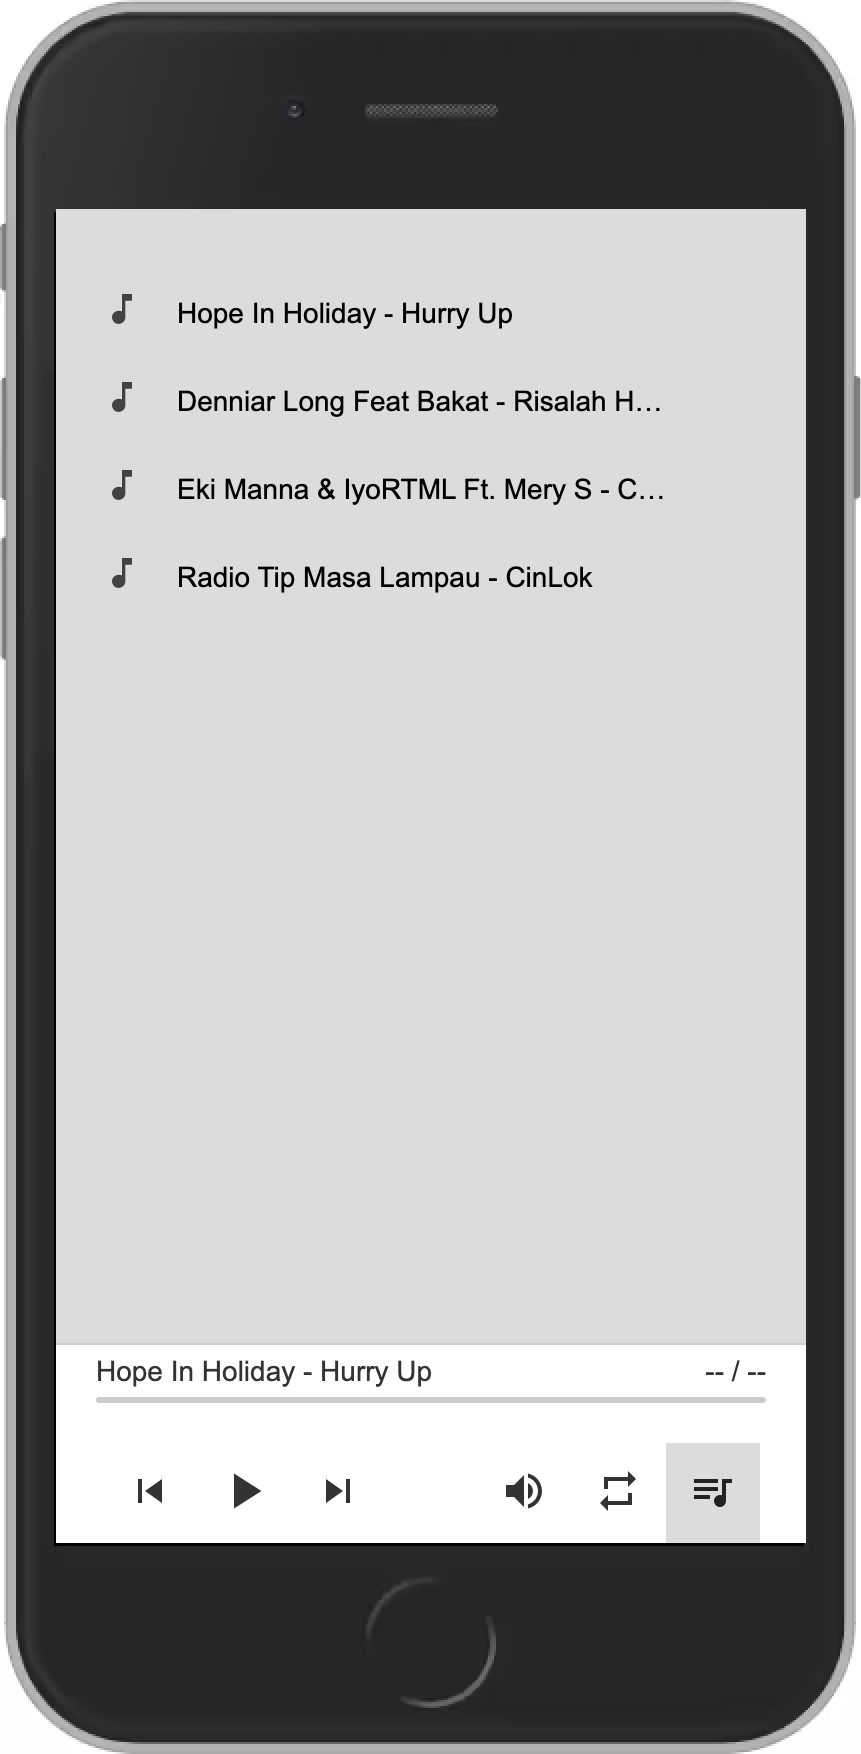 Hope In Holiday - Hurry Up
Denniar Long Feat Bakat - Risalah H...
Eki Manna & IyoRTML Ft. Mery S - C...
Radio Tip Masa Lampau - CinLok
Hope In Holiday - Hurry Up -- / --